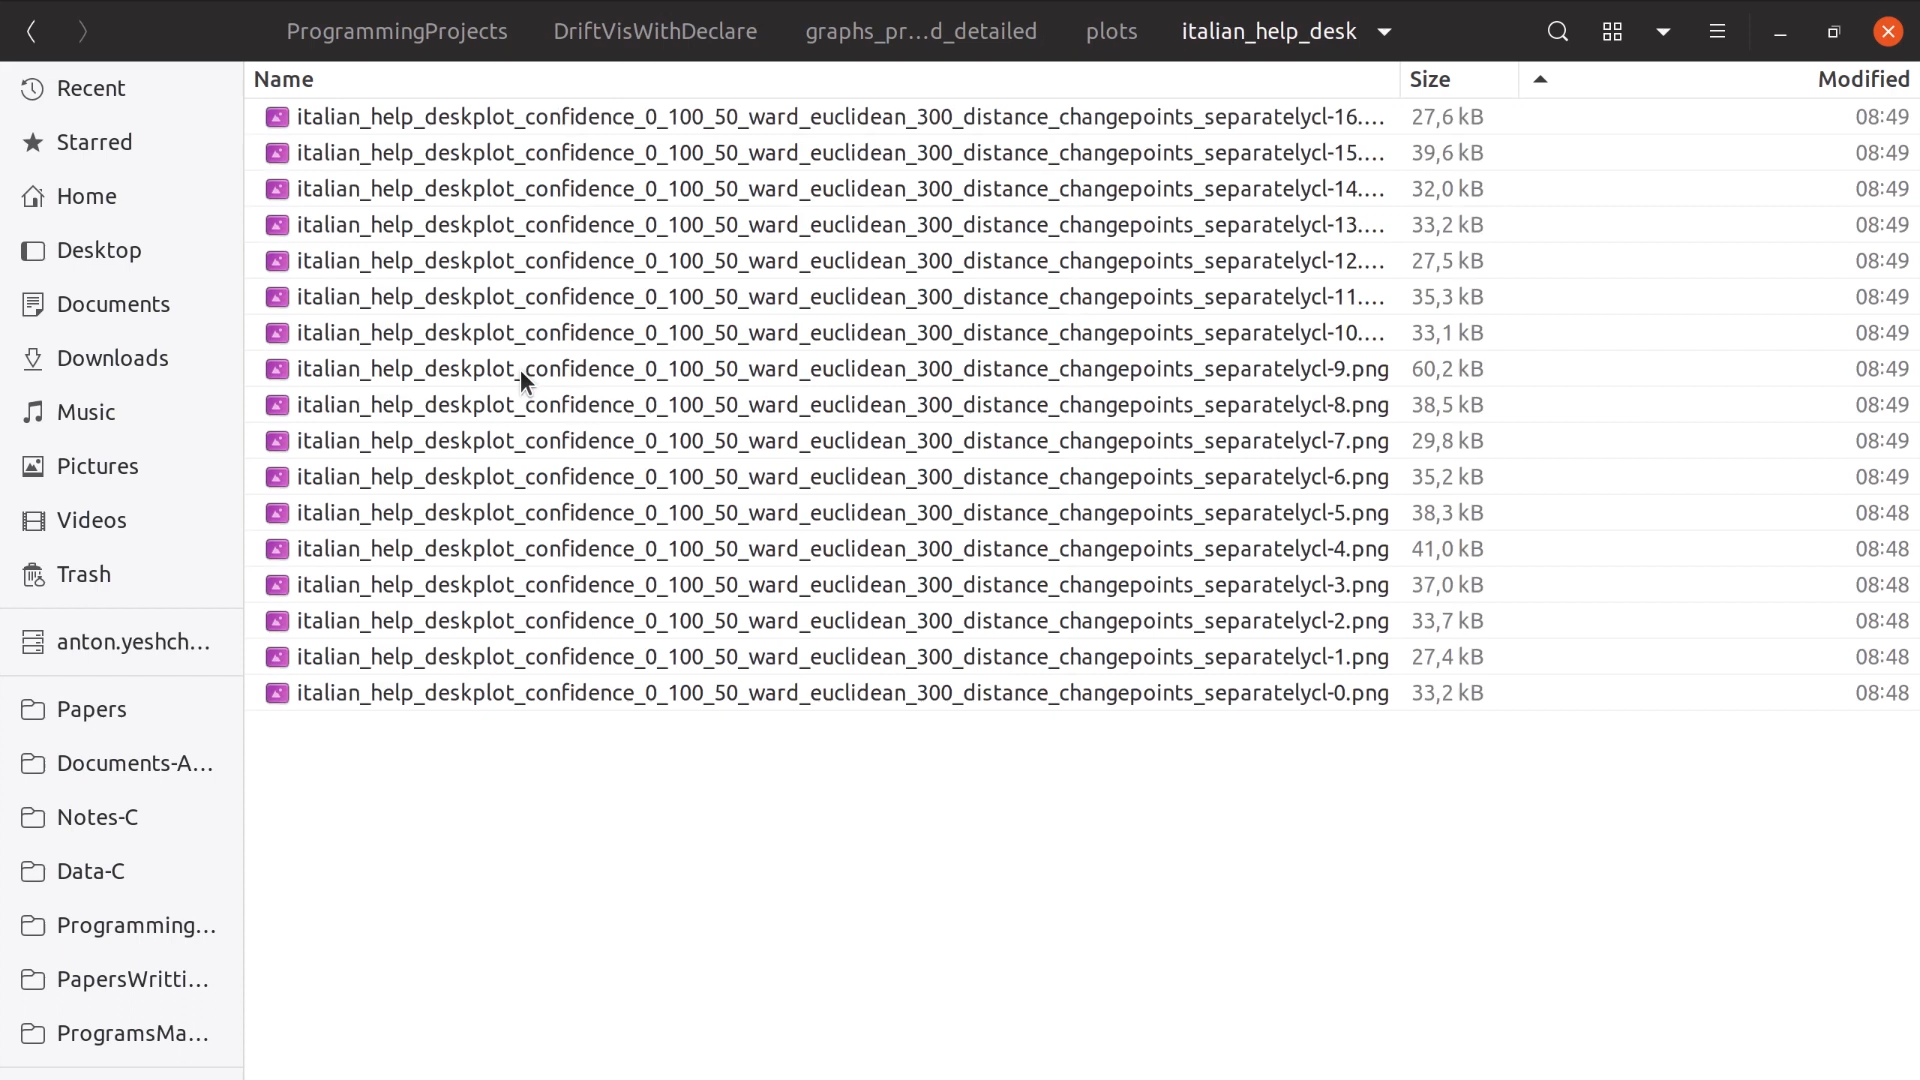 ProgrammingProjects DriftVisWithDeclare graphs_pr...d_detailed plots italian_help_desk
Name Size Modified
Recent
Starred
Home
Desktop
Documents
Downloads
Music
Pictures
Videos
Trash
anton.yeshch...
Papers
Documents-A...
Notes-C
Data-C
Programming...
PapersWritti...
ProgramsMa...
italian_help_deskplot_confidence_0_100_50_ward_euclidean_300_distance_changepoints_separatelycl-16.... 27,6 kB 08:49
italian_help_deskplot_confidence_0_100_50_ward_euclidean_300_distance_changepoints_separatelycl-15.... 39,6 kB 08:49
italian_help_deskplot_confidence_0_100_50_ward_euclidean_300_distance_changepoints_separatelycl-14.... 32,0 kB 08:49
italian_help_deskplot_confidence_0_100_50_ward_euclidean_300_distance_changepoints_separatelycl-13.... 33,2 kB 08:49
italian_help_deskplot_confidence_0_100_50_ward_euclidean_300_distance_changepoints_separatelycl-12.... 27,5 kB 08:49
italian_help_deskplot_confidence_0_100_50_ward_euclidean_300_distance_changepoints_separatelycl-11.... 35,3 kB 08:49
italian_help_deskplot_confidence_0_100_50_ward_euclidean_300_distance_changepoints_separatelycl-10.... 33,1 kB 08:49
italian_help_deskplot_confidence_0_100_50_ward_euclidean_300_distance_changepoints_separatelycl-9.png 60,2 kB 08:49
italian_help_deskplot_confidence_0_100_50_ward_euclidean_300_distance_changepoints_separatelycl-8.png 38,5 kB 08:49
italian_help_deskplot_confidence_0_100_50_ward_euclidean_300_distance_changepoints_separatelycl-7.png 29,8 kB 08:49
italian_help_deskplot_confidence_0_100_50_ward_euclidean_300_distance_changepoints_separatelycl-6.png 35,2 kB 08:49
italian_help_deskplot_confidence_0_100_50_ward_euclidean_300_distance_changepoints_separatelycl-5.png 38,3 kB 08:48
italian_help_deskplot_confidence_0_100_50_ward_euclidean_300_distance_changepoints_separatelycl-4.png 41,0 kB 08:48
italian_help_deskplot_confidence_0_100_50_ward_euclidean_300_distance_changepoints_separatelycl-3.png 37,0 kB 08:48
italian_help_deskplot_confidence_0_100_50_ward_euclidean_300_distance_changepoints_separatelycl-2.png 33,7 kB 08:48
italian_help_deskplot_confidence_0_100_50_ward_euclidean_300_distance_changepoints_separatelycl-1.png 27,4 kB 08:48
italian_help_deskplot_confidence_0_100_50_ward_euclidean_300_distance_changepoints_separatelycl-0.png 33,2 kB 08:48